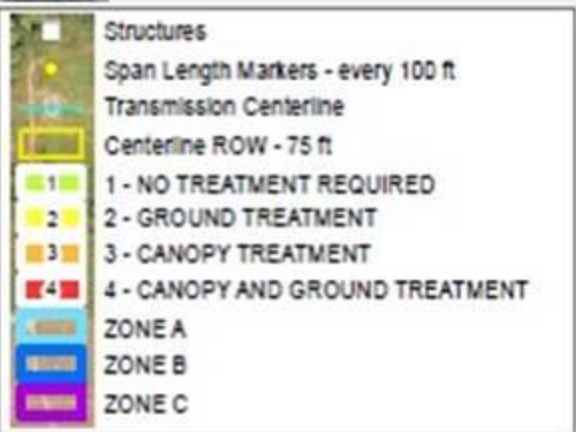 Structures
Span Length Markers - every 100 ft
Transmission Centerline
Centerline ROW - 75 ft
1 1 - NO TREATMENT REQUIRED
2 2 - GROUND TREATMENT
3 3 - CANOPY TREATMENT
4 4 - CANOPY AND GROUND TREATMENT
ZONE A
ZONE B
ZONE C